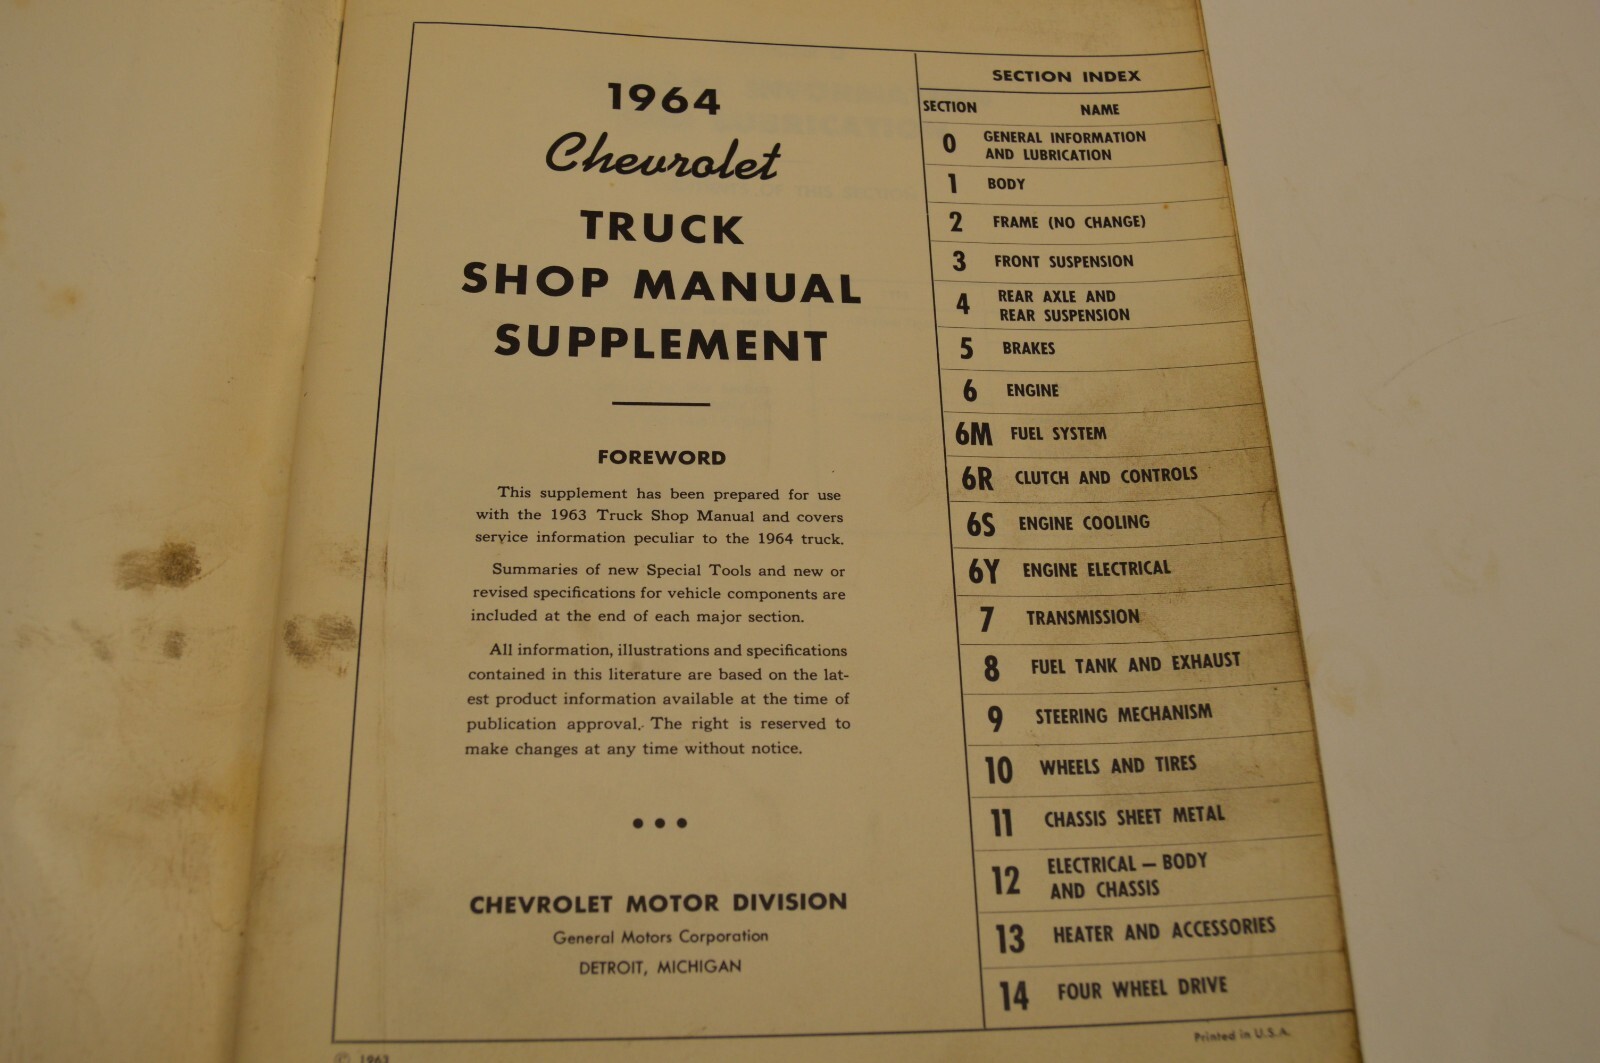 1964
Chevrolet
TRUCK
SHOP MANUAL
SUPPLEMENT
FOREWORD
This supplement has been prepared for use
with the 1963 Truck Shop Manual and covers
service information peculiar to the 1964 truck.
Summaries of new Special Tools and new or
revised specifications for vehicle components are
included at the end of each major section.
All information, illustrations and specifications
contained in this literature are based on the lat-
est product information available at the time of
publication approval. The right is reserved to
make changes at any time without notice.
• • •
CHEVROLET MOTOR DIVISION
General Motors Corporation
DETROIT, MICHIGAN
© 1963
SECTION INDEX
SECTION NAME
0 GENERAL INFORMATION
AND LUBRICATION
1 BODY
2 FRAME (NO CHANGE)
3 FRONT SUSPENSION
4 REAR AXLE AND
REAR SUSPENSION
5 BRAKES
6 ENGINE
6M FUEL SYSTEM
6R CLUTCH AND CONTROLS
6S ENGINE COOLING
6Y ENGINE ELECTRICAL
7 TRANSMISSION
8 FUEL TANK AND EXHAUST
9 STEERING MECHANISM
10 WHEELS AND TIRES
11 CHASSIS SHEET METAL
12 ELECTRICAL — BODY
AND CHASSIS
13 HEATER AND ACCESSORIES
14 FOUR WHEEL DRIVE
Printed in U.S.A.